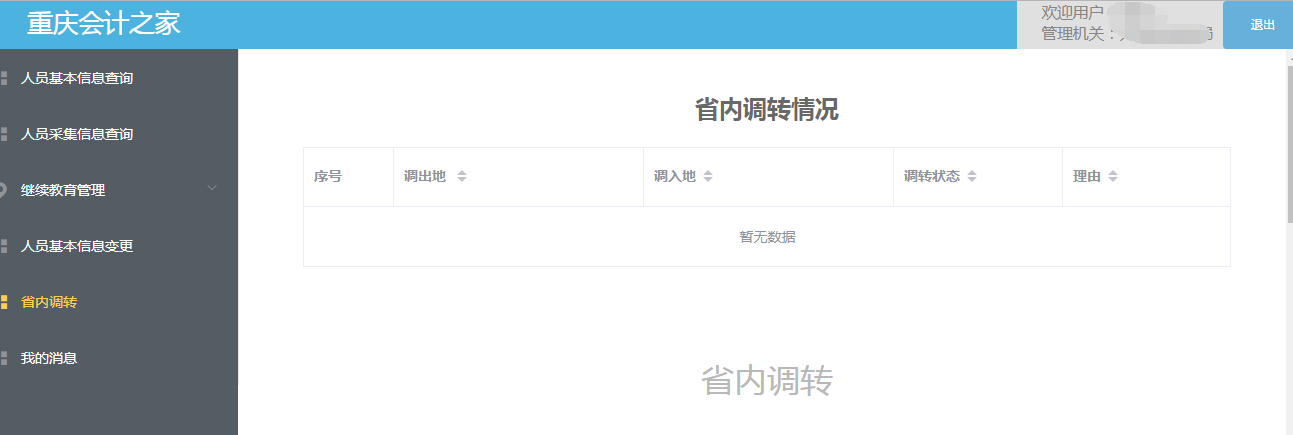 重庆会计之家
欢迎用户
管理机关：
局
退出
人员基本信息查询
人员采集信息查询
继续教育管理
人员基本信息变更
省内调转
我的消息
省内调转情况
序号 调出地 调入地 调转状态 理由
暂无数据
省内调转